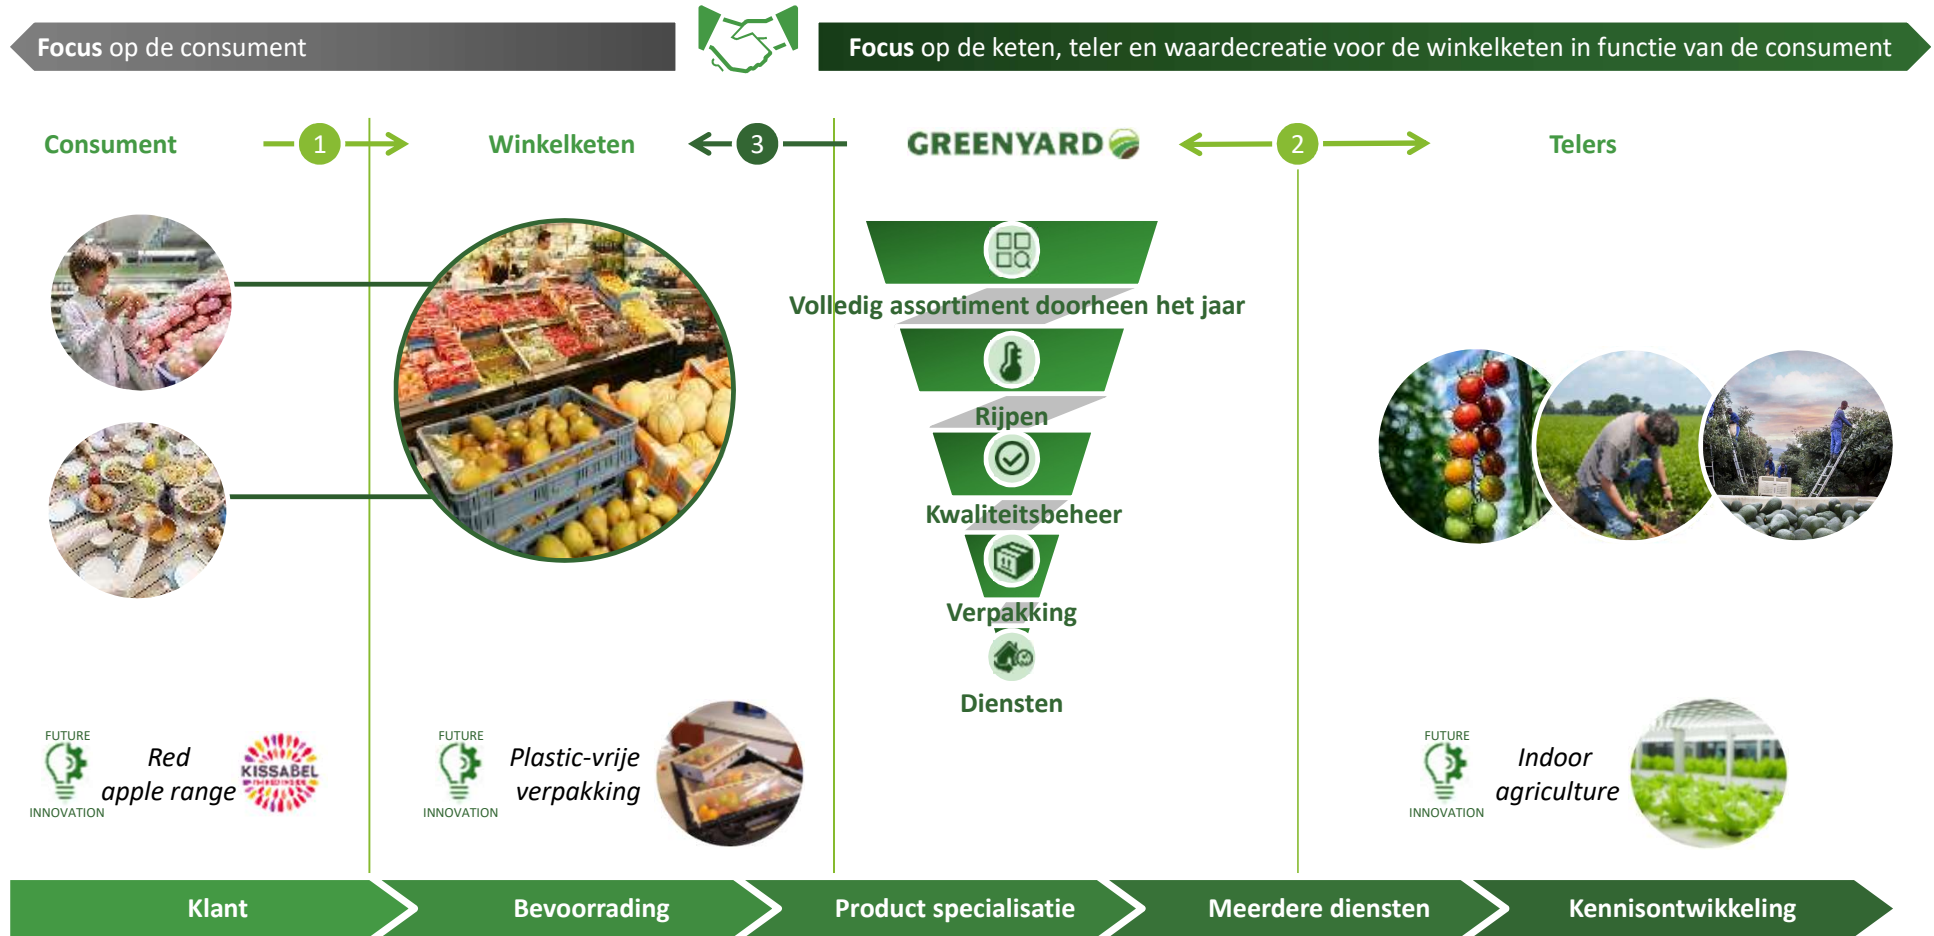 Focus op de consument
Focus op de keten, teler en waardecreatie voor de winkelketen in functie van de consument
Consument
1
Winkelketen
3
GREENYARD
2
Telers
Volledig assortiment doorheen het jaar
Rijpen
Kwaliteitsbeheer
Verpakking
Diensten
FUTURE
INNOVATION
Red
apple range
KISSABEL
FUTURE
INNOVATION
Plastic-vrije
verpakking
FUTURE
INNOVATION
Indoor
agriculture
Klant
Bevoorrading
Product specialisatie
Meerdere diensten
Kennisontwikkeling